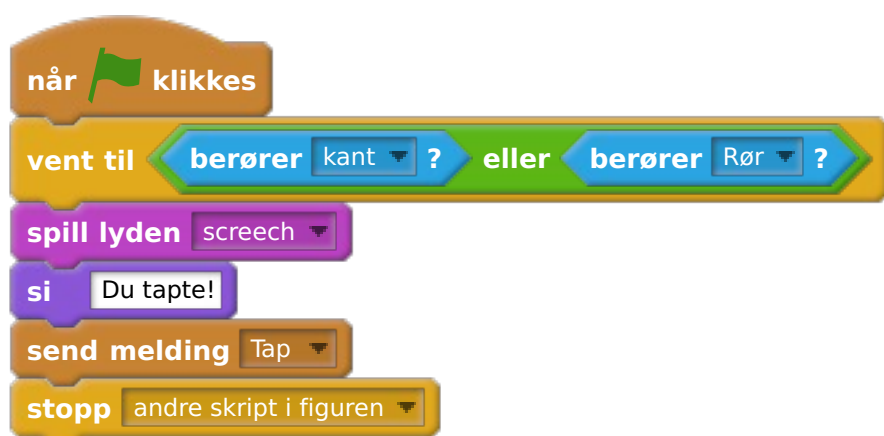 når klikkes
vent til berører kant ? eller berører Rør ?
spill lyden screech
si Du tapte!
send melding Tap
stopp andre skript i figuren